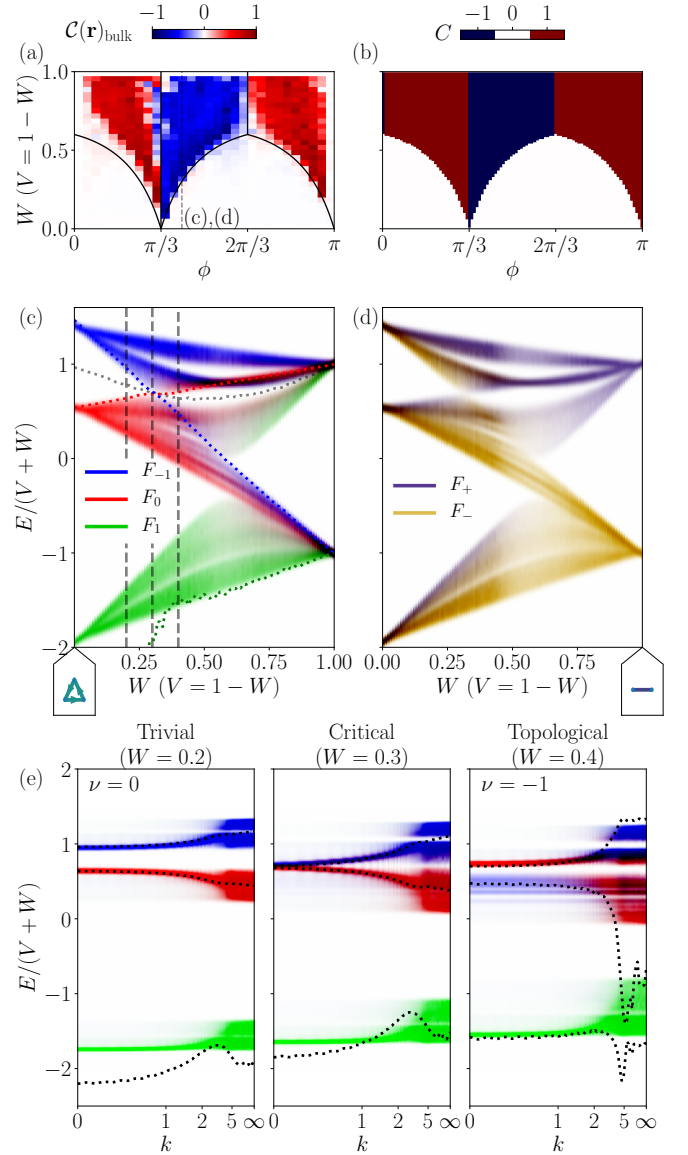 −1 0 1
𝒞(r)bulk
−1 0 1
C
(a)
(b)
W (V = 1 − W)
1.0
0.5
0.0
(c),(d)
0 π/3 2π/3 π
ϕ
0 π/3 2π/3 π
ϕ
(c)
(d)
E/(V + W)
1
0
−1
−2
F−1
F0
F1
F+
F−
0.25 0.50 0.75 1.00
W (V = 1 − W)
0.00 0.25 0.50 0.75
W (V = 1 − W)
Trivial
(W = 0.2)
Critical
(W = 0.3)
Topological
(W = 0.4)
(e)
ν = 0
ν = −1
E/(V + W)
2
1
0
−1
−2
0 1 2 5 ∞
k
0 1 2 5 ∞
k
0 1 2 5 ∞
k